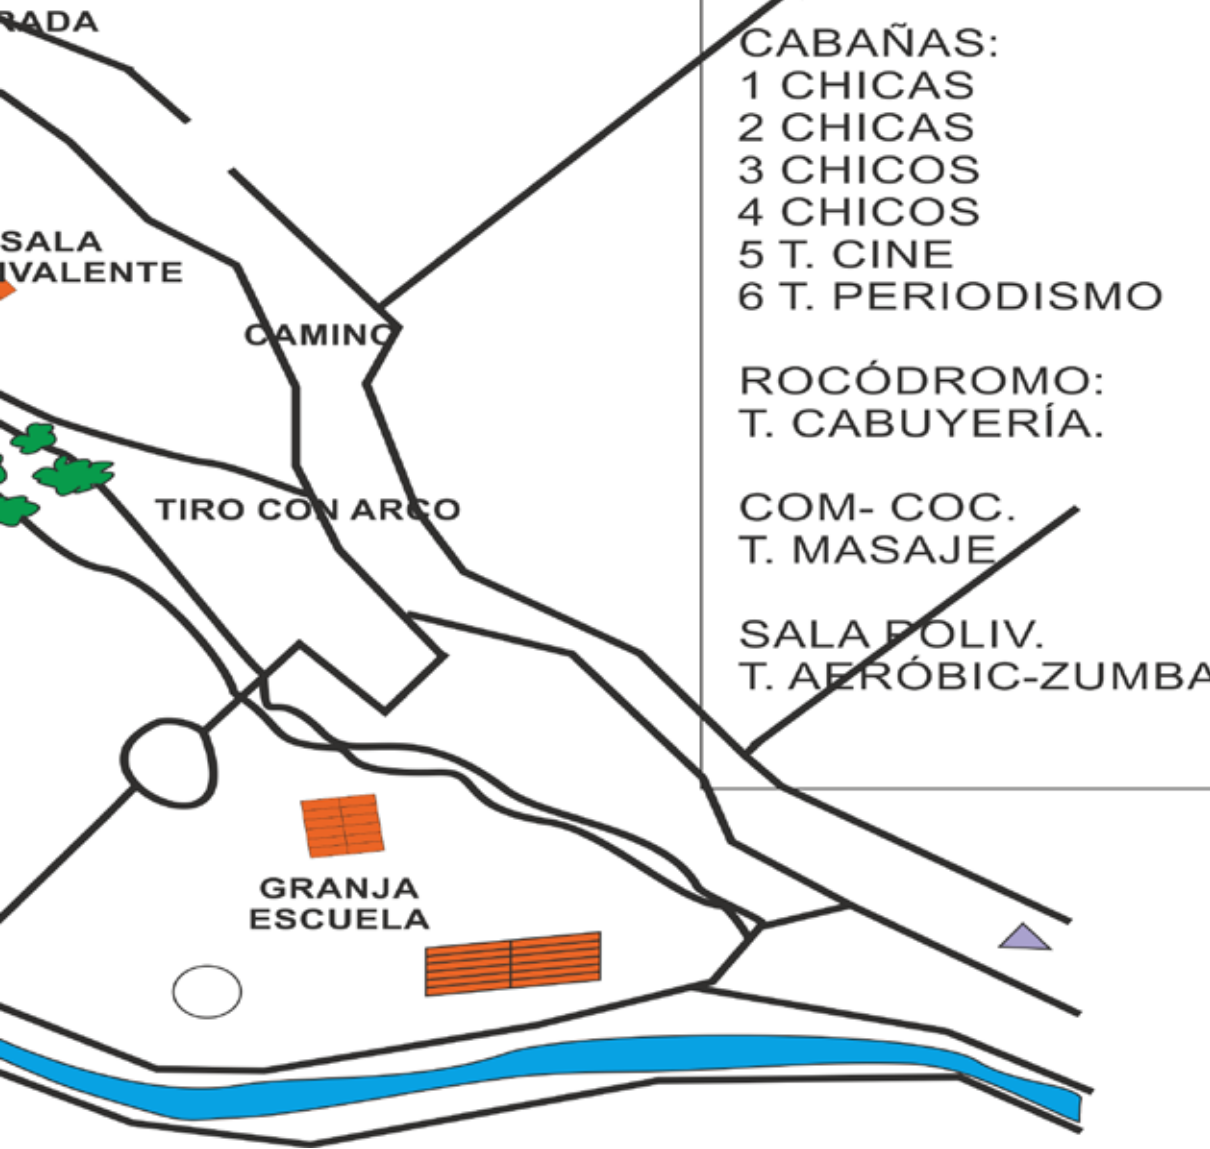 RADA
SALA
IVALENTE
CAMINO
TIRO CON ARCO
GRANJA
ESCUELA
CABAÑAS:
1 CHICAS
2 CHICAS
3 CHICOS
4 CHICOS
5 T. CINE
6 T. PERIODISMO
ROCÓDROMO:
T. CABUYERÍA.
COM- COC.
T. MASAJE
SALA POLIV.
T. AERÓBIC-ZUMBA